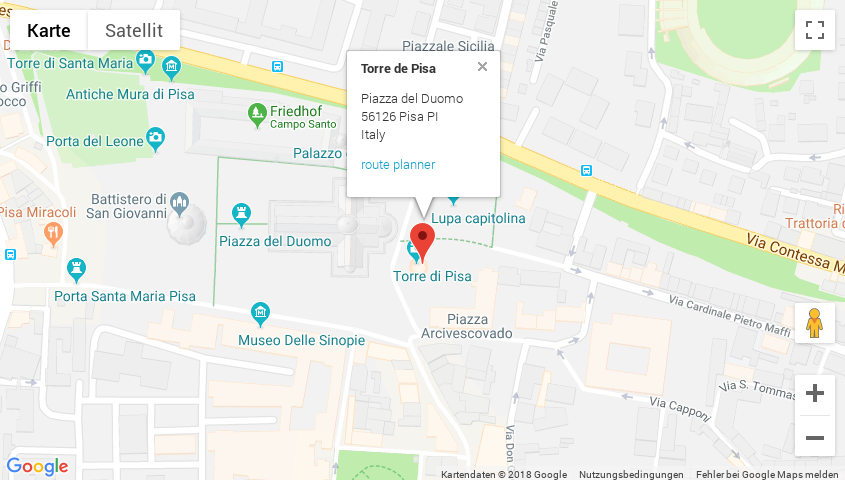 Karte
Satellit
es
Piazzale Sicilia
Via Pasquale
Torre di Santa Maria
Antiche Mura di Pisa
Griffi
occo
Friedhof
Campo Santo
Porta del Leone
Palazzo
Torre de Pisa
Piazza del Duomo
56126 Pisa PI
Italy
route planner
Battistero di
San Giovanni
Pisa Miracoli
Piazza del Duomo
Lupa capitolina
Ri
Trattoria d
Via Contessa M
Torre di Pisa
Porta Santa Maria Pisa
Via Cardinale Pietro Maffi
Museo Delle Sinopie
Piazza
Arcivescovado
Via S. Tommas
Via Capponi
Via Don
Google
Kartendaten © 2018 Google
Nutzungsbedingungen
Fehler bei Google Maps melden